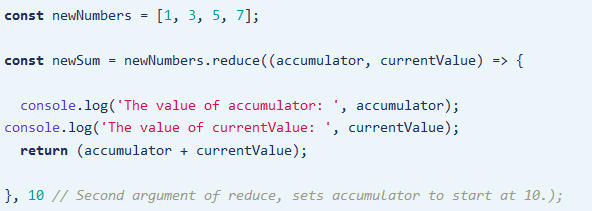 const newNumbers = [1, 3, 5, 7];
const newSum = newNumbers.reduce((accumulator, currentValue) => {
console.log('The value of accumulator: ', accumulator);
console.log('The value of currentValue: ', currentValue);
return (accumulator + currentValue);
}, 10 // Second argument of reduce, sets accumulator to start at 10.);